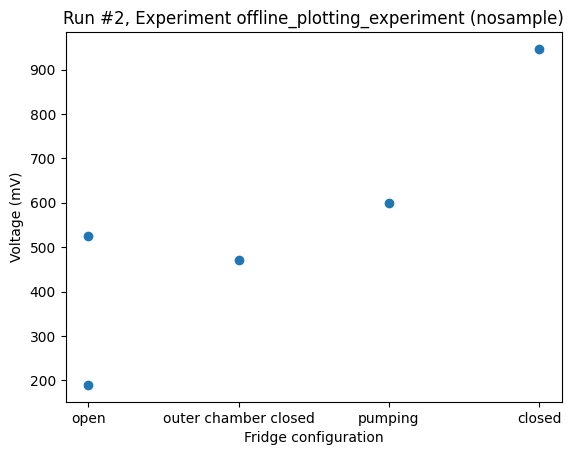 Run #2, Experiment offline_plotting_experiment (nosample)
900
800
700
600
500
400
300
200
Voltage (mV)
open
outer chamber closed
pumping
closed
Fridge configuration